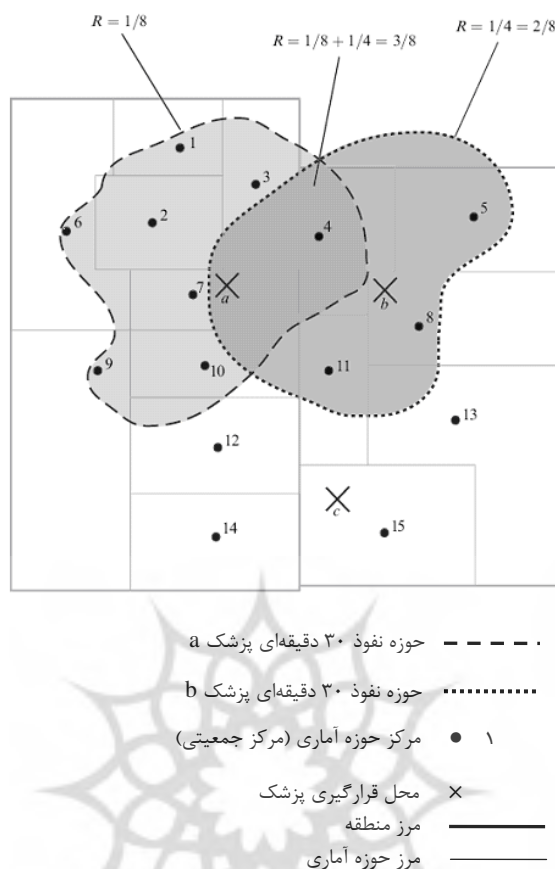 R = 1/8
R = 1/8 + 1/4 = 3/8
R = 1/4 = 2/8
1
2
3
4
5
6
7
8
9
10
11
12
13
14
15
a
b
c
حوزه نفوذ ۳۰ دقیقه‌ای پزشک a
حوزه نفوذ ۳۰ دقیقه‌ای پزشک b
۱ مرکز حوزه آماری (مرکز جمعیتی)
محل قرارگیری پزشک
مرز منطقه
مرز حوزه آماری